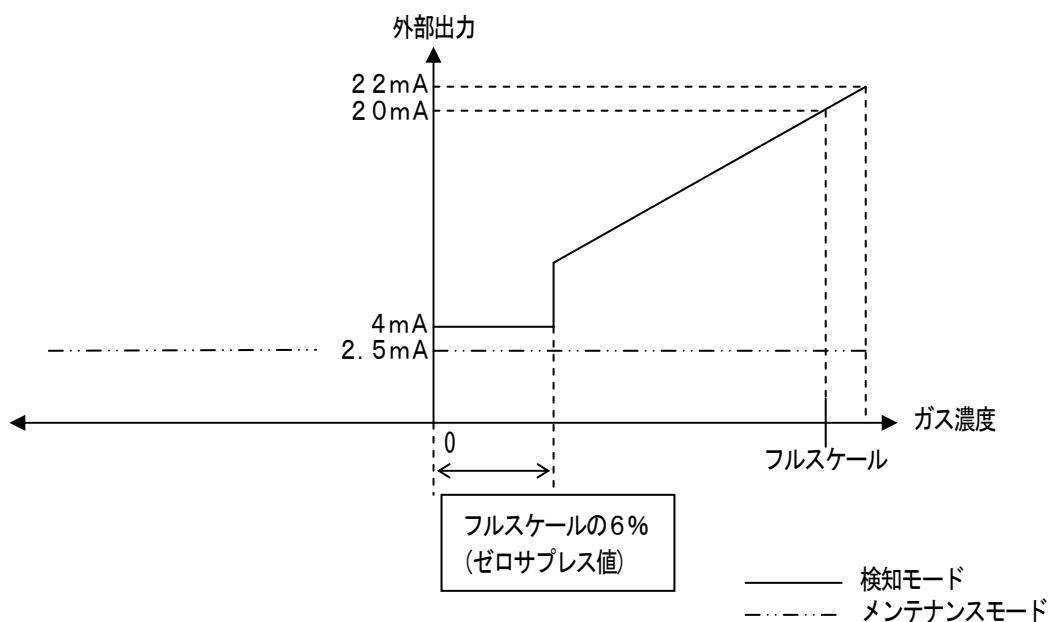 外部出力
22mA
20mA
4mA
2.5mA
ガス濃度
0
フルスケール
フルスケールの6%
(ゼロサプレス値)
検知モード
メンテナンスモード